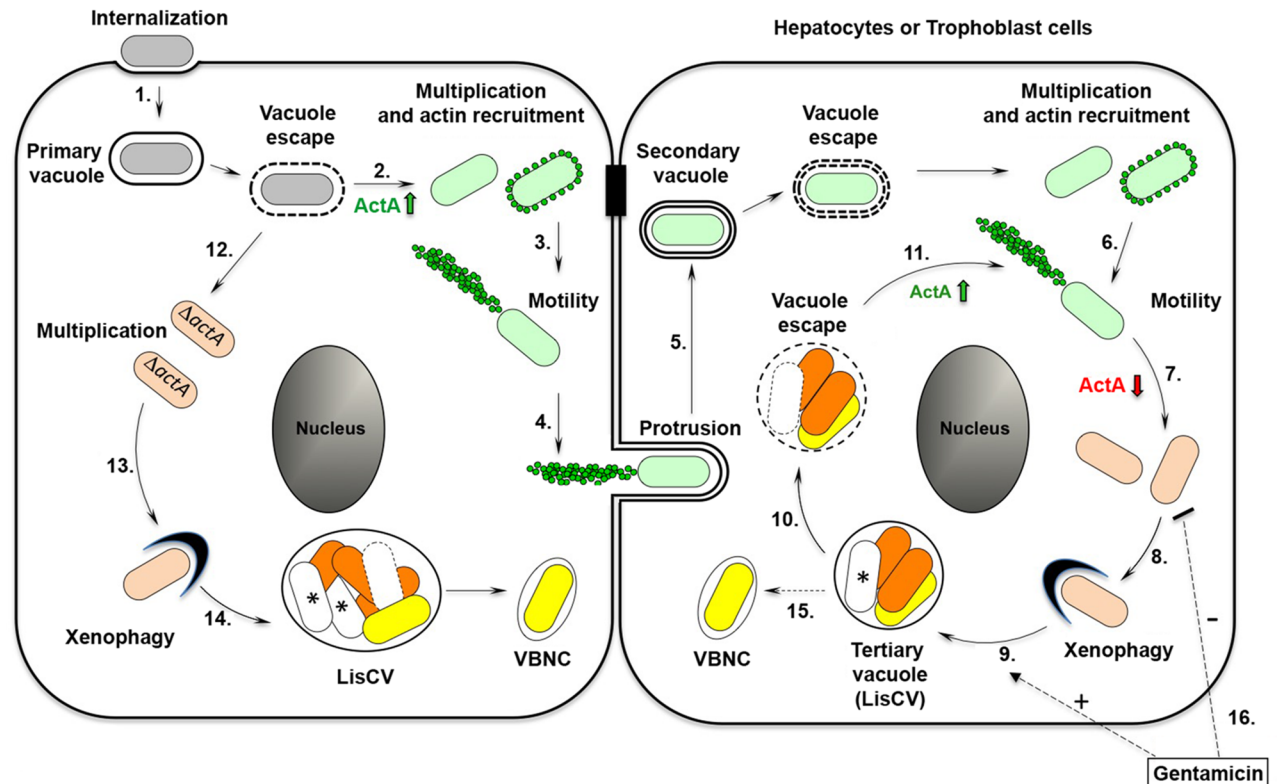 Internalization
Hepatocytes or Trophoblast cells
1.
Primary
vacuole
Vacuole
escape
2.
ActA
Multiplication
and actin recruitment
3.
Motility
12.
Multiplication
ΔactA
ΔactA
Nucleus
4.
13.
Xenophagy
14.
*
*
LisCV
VBNC
Protrusion
5.
Secondary
vacuole
Vacuole
escape
Multiplication
and actin recruitment
6.
11.
ActA
Motility
Vacuole
escape
7.
ActA
Nucleus
10.
8.
*
15.
VBNC
Tertiary
vacuole
(LisCV)
9.
Xenophagy
-
+
16.
Gentamicin